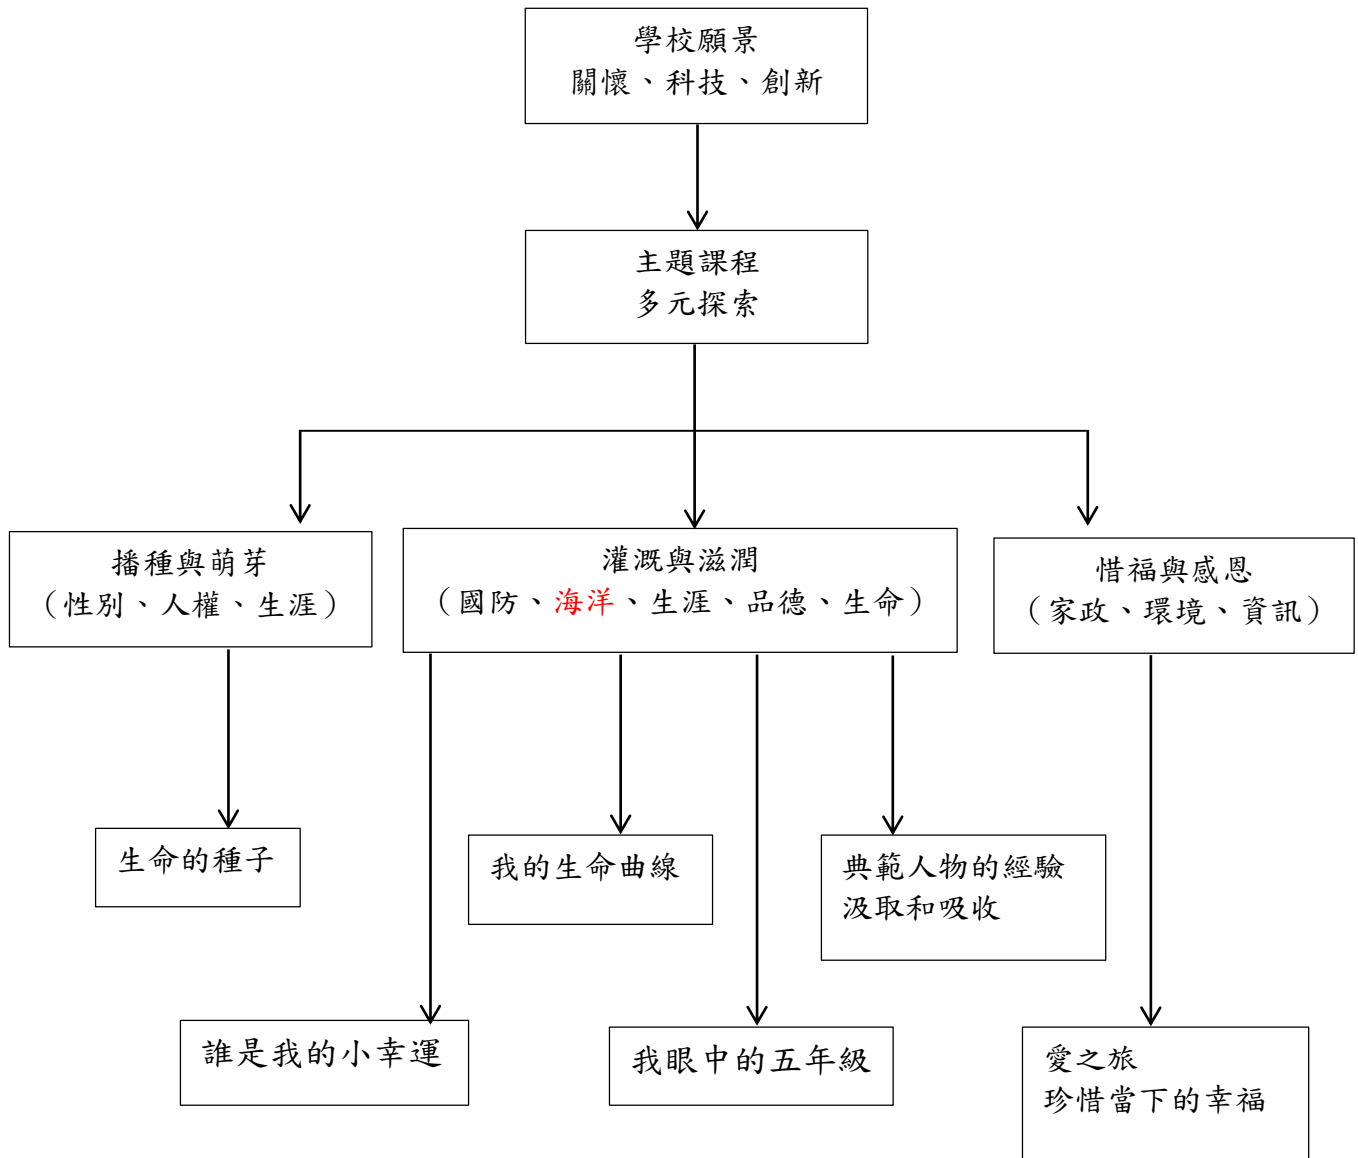 學校願景
關懷、科技、創新
主題課程
多元探索
播種與萌芽
（性別、人權、生涯）
灌溉與滋潤
（國防、海洋、生涯、品德、生命）
惜福與感恩
（家政、環境、資訊）
生命的種子
我的生命曲線
典範人物的經驗
汲取和吸收
誰是我的小幸運
我眼中的五年級
愛之旅
珍惜當下的幸福